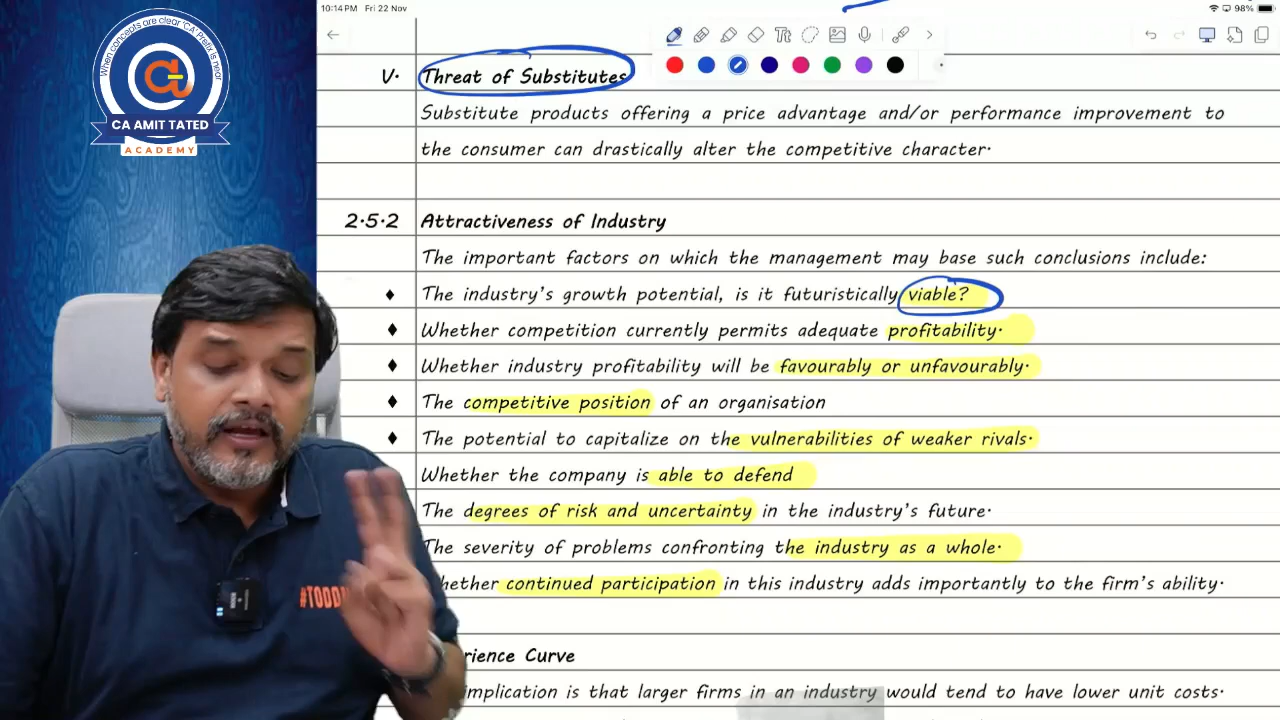 10:14 PM Fri 22 Nov
98%
When concepts are clear 'CA' Prefix is near
CA AMIT TATED
ACADEMY
V. Threat of Substitutes
Substitute products offering a price advantage and/or performance improvement to
the consumer can drastically alter the competitive character.
2.5.2 Attractiveness of Industry
The important factors on which the management may base such conclusions include:
♦ The industry's growth potential, is it futuristically viable?
♦ Whether competition currently permits adequate profitability.
♦ Whether industry profitability will be favourably or unfavourably.
♦ The competitive position of an organisation
♦ The potential to capitalize on the vulnerabilities of weaker rivals.
Whether the company is able to defend
The degrees of risk and uncertainty in the industry's future.
The severity of problems confronting the industry as a whole.
hether continued participation in this industry adds importantly to the firm's ability.
rience Curve
implication is that larger firms in an industry would tend to have lower unit costs.